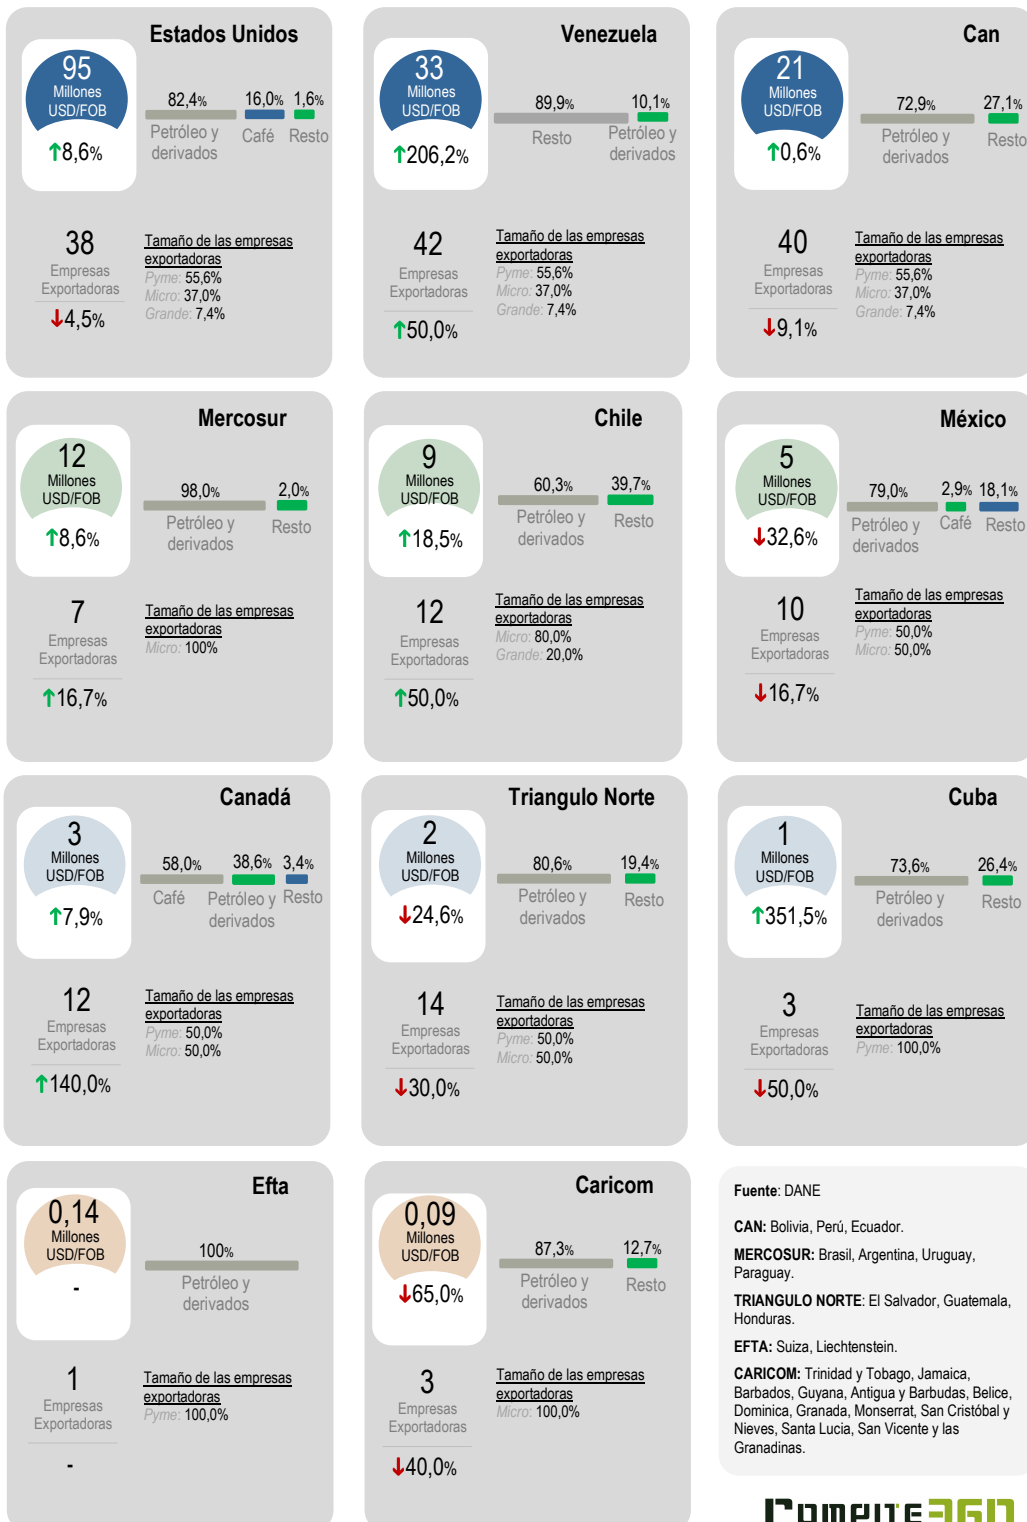 Estados Unidos
95
Millones
USD/FOB
↑8,6%
82,4% 16,0% 1,6%
Petróleo y Café Resto
derivados
38
Empresas
Exportadoras
↓4,5%
Tamaño de las empresas
exportadoras
Pyme: 55,6%
Micro: 37,0%
Grande: 7,4%
Venezuela
33
Millones
USD/FOB
↑206,2%
89,9% 10,1%
Resto Petróleo y
derivados
42
Empresas
Exportadoras
↑50,0%
Tamaño de las empresas
exportadoras
Pyme: 55,6%
Micro: 37,0%
Grande: 7,4%
Can
21
Millones
USD/FOB
↑0,6%
72,9% 27,1%
Petróleo y Resto
derivados
40
Empresas
Exportadoras
↓9,1%
Tamaño de las empresas
exportadoras
Pyme: 55,6%
Micro: 37,0%
Grande: 7,4%
Mercosur
12
Millones
USD/FOB
↑8,6%
98,0% 2,0%
Petróleo y Resto
derivados
7
Empresas
Exportadoras
↑16,7%
Tamaño de las empresas
exportadoras
Micro: 100%
Chile
9
Millones
USD/FOB
↑18,5%
60,3% 39,7%
Petróleo y Resto
derivados
12
Empresas
Exportadoras
↑50,0%
Tamaño de las empresas
exportadoras
Micro: 80,0%
Grande: 20,0%
México
5
Millones
USD/FOB
↓32,6%
79,0% 2,9% 18,1%
Petróleo y Café Resto
derivados
10
Empresas
Exportadoras
↓16,7%
Tamaño de las empresas
exportadoras
Pyme: 50,0%
Micro: 50,0%
Canadá
3
Millones
USD/FOB
↑7,9%
58,0% 38,6% 3,4%
Café Petróleo y Resto
derivados
12
Empresas
Exportadoras
↑140,0%
Tamaño de las empresas
exportadoras
Pyme: 50,0%
Micro: 50,0%
Triangulo Norte
2
Millones
USD/FOB
↓24,6%
80,6% 19,4%
Petróleo y Resto
derivados
14
Empresas
Exportadoras
↓30,0%
Tamaño de las empresas
exportadoras
Pyme: 50,0%
Micro: 50,0%
Cuba
1
Millones
USD/FOB
↑351,5%
73,6% 26,4%
Petróleo y Resto
derivados
3
Empresas
Exportadoras
↓50,0%
Tamaño de las empresas
exportadoras
Pyme: 100,0%
Efta
0,14
Millones
USD/FOB
-
100%
Petróleo y
derivados
1
Empresas
Exportadoras
-
Tamaño de las empresas
exportadoras
Pyme: 100,0%
Caricom
0,09
Millones
USD/FOB
↓65,0%
87,3% 12,7%
Petróleo y Resto
derivados
3
Empresas
Exportadoras
↓40,0%
Tamaño de las empresas
exportadoras
Micro: 100,0%
Fuente: DANE
CAN: Bolivia, Perú, Ecuador.
MERCOSUR: Brasil, Argentina, Uruguay,
Paraguay.
TRIANGULO NORTE: El Salvador, Guatemala,
Honduras.
EFTA: Suiza, Liechtenstein.
CARICOM: Trinidad y Tobago, Jamaica,
Barbados, Guyana, Antigua y Barbudas, Belice,
Dominica, Granada, Monserrat, San Cristóbal y
Nieves, Santa Lucia, San Vicente y las
Granadinas.
COMPITE360